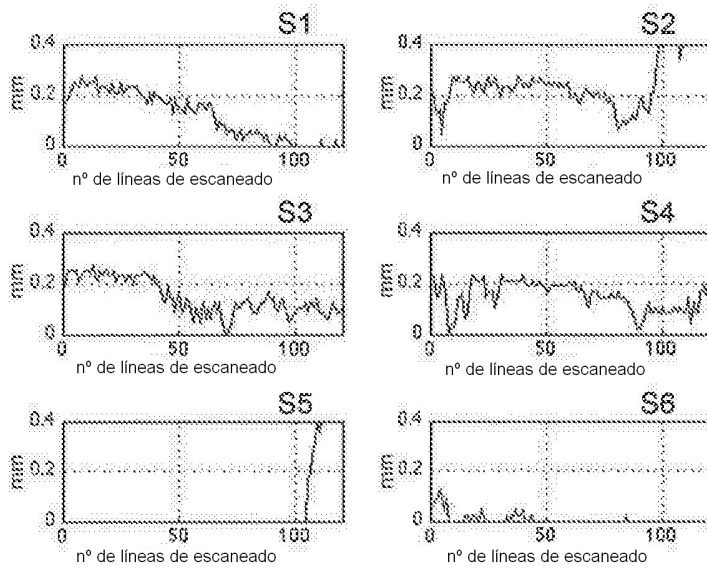 S1 S2
0.4 0.4
mm 0.2 mm 0.2
0 0
0 50 100 0 50 100
nº de líneas de escaneado nº de líneas de escaneado
S3 S4
0.4 0.4
mm 0.2 mm 0.2
0 0
0 50 100 0 50 100
nº de líneas de escaneado nº de líneas de escaneado
S5 S6
0.4 0.4
mm 0.2 mm 0.2
0 0
0 50 100 0 50 100
nº de líneas de escaneado nº de líneas de escaneado